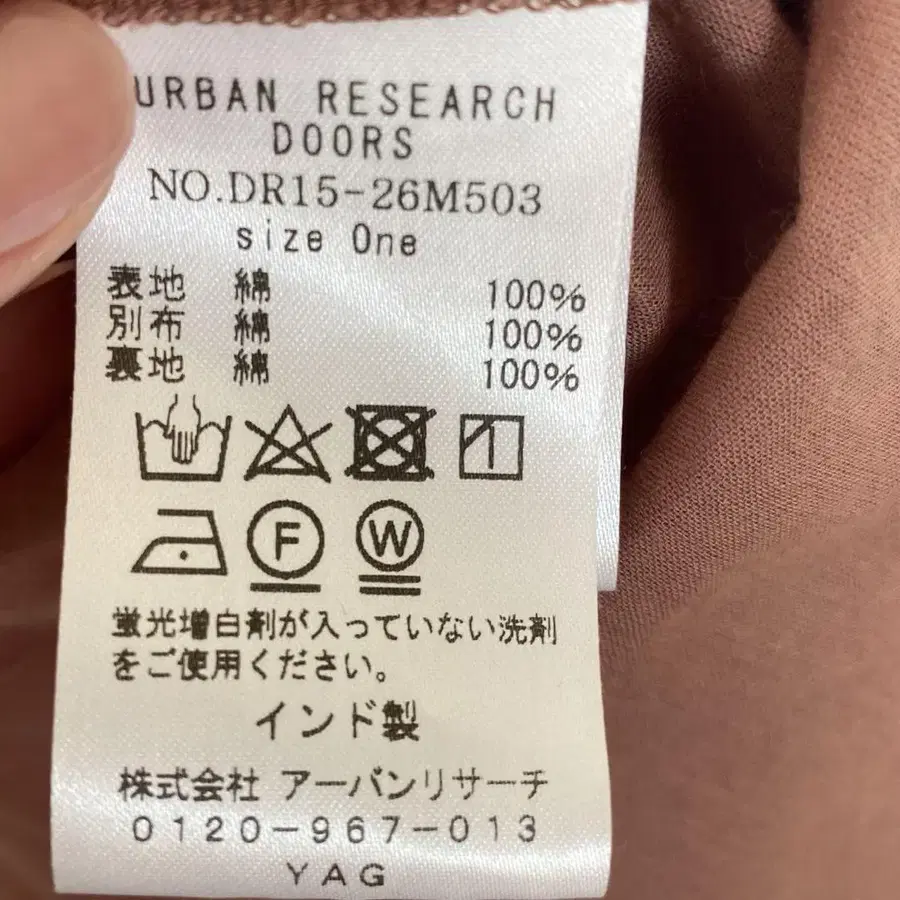 URBAN RESEARCH
DOORS
NO.DR15-26M503
size One
表地 綿 100%
別布 綿 100%
裏地 綿 100%
F W
蛍光増白剤が入っていない洗剤
をご使用ください。
インド製
株式会社 アーバンリサーチ
0120-967-013
YAG